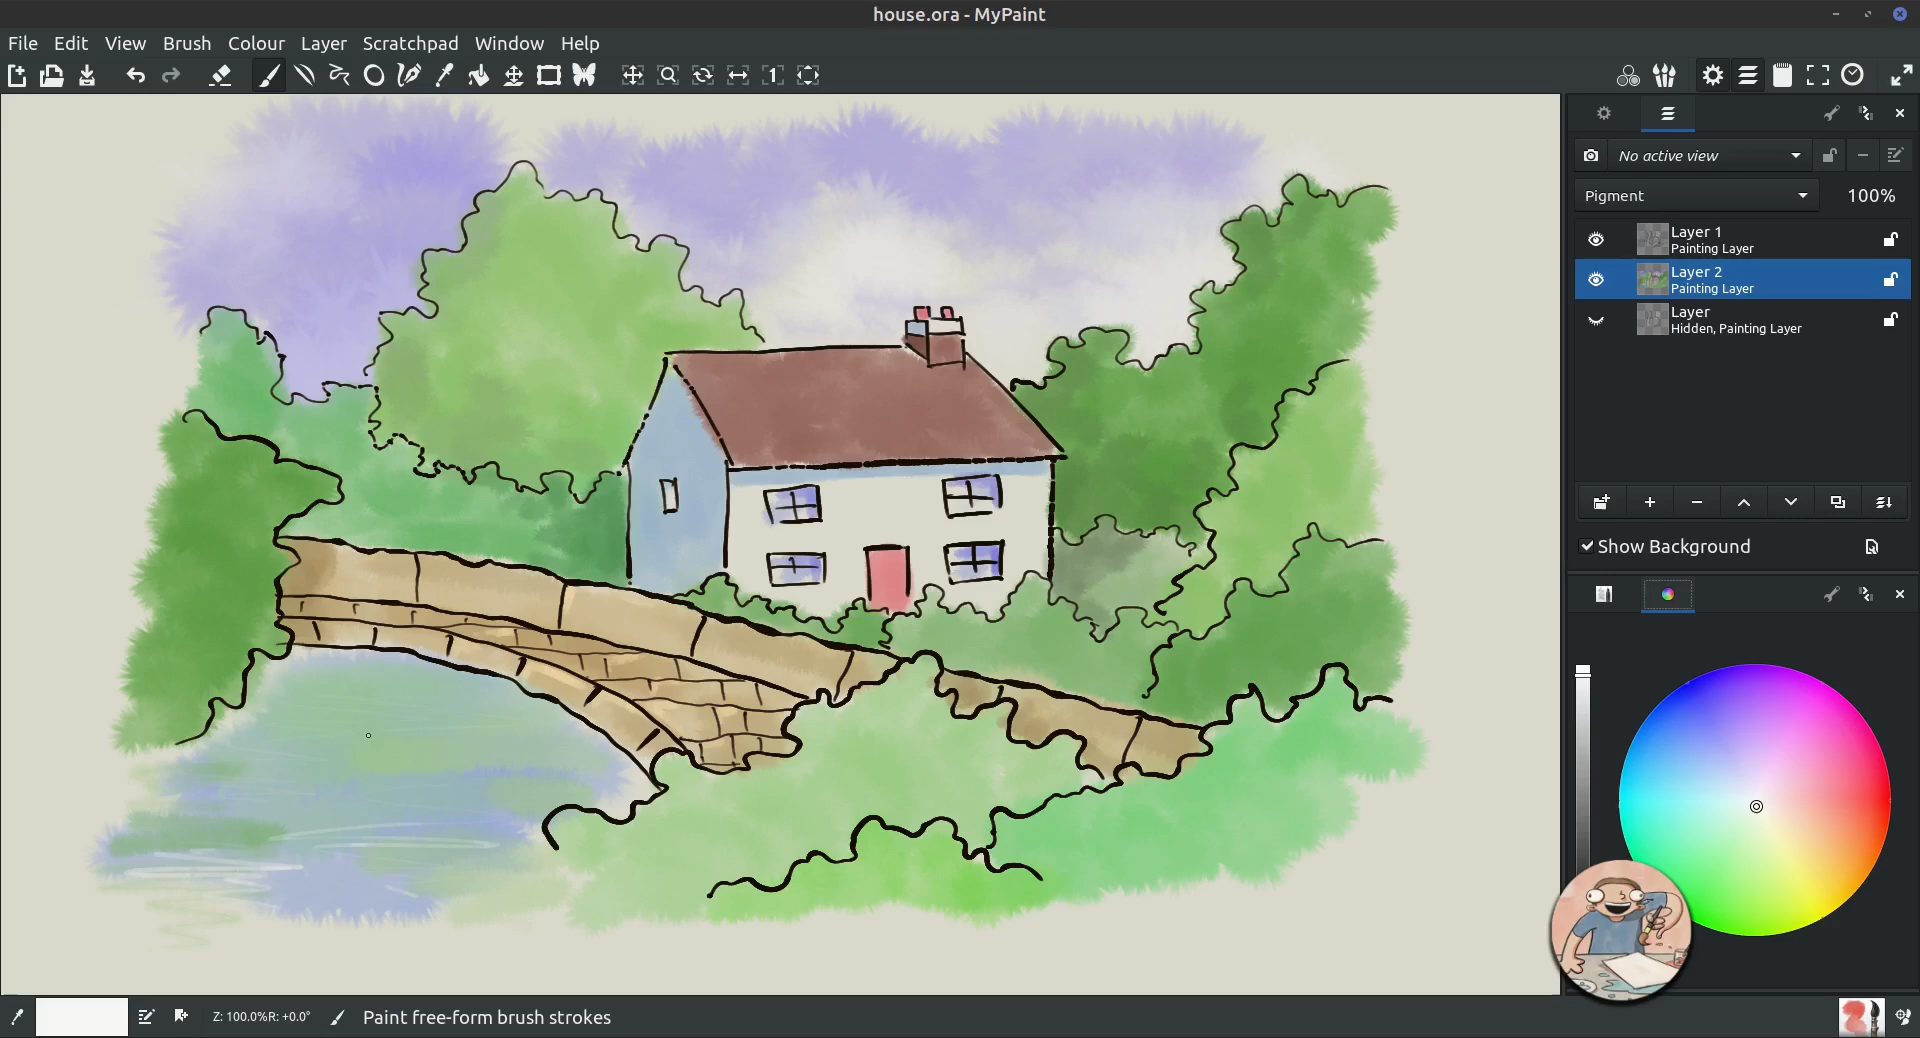 house.ora - MyPaint
File Edit View Brush Colour Layer Scratchpad Window Help
1
No active view
Pigment 100%
Layer 1
Painting Layer
Layer 2
Painting Layer
Layer
Hidden, Painting Layer
Show Background
Z: 100.0%R: +0.0° Paint free-form brush strokes